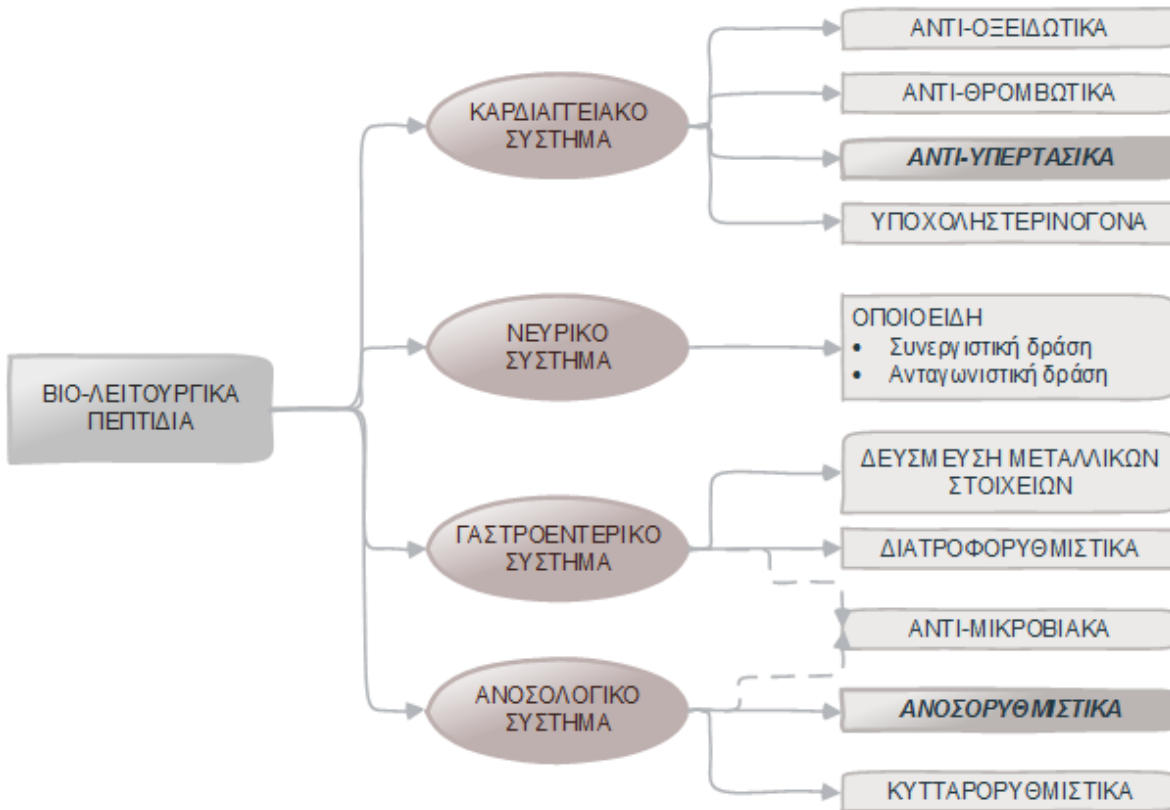 ΒΙΟ-ΛΕΙΤΟΥΡΓΙΚΑ
ΠΕΠΤΙΔΙΑ
ΚΑΡΔΙΑΓΓΕΙΑΚΟ
ΣΥΣΤΗΜΑ
ΑΝΤΙ-ΟΞΕΙΔΩΤΙΚΑ
ΑΝΤΙ-ΘΡΟΜΒΩΤΙΚΑ
ΑΝΤΙ-ΥΠΕΡΤΑΣΙΚΑ
ΥΠΟΧΟΛΗΣΤΕΡΙΝΟΓΟΝΑ
ΝΕΥΡΙΚΟ
ΣΥΣΤΗΜΑ
ΟΠΟΙΟΕΙΔΗ
• Συνεργιστική δράση
• Ανταγωνιστική δράση
ΓΑΣΤΡΟΕΝΤΕΡΙΚΟ
ΣΥΣΤΗΜΑ
ΔΕΥΣΜΕΥΣΗ ΜΕΤΑΛΛΙΚΩΝ
ΣΤΟΙΧΕΙΩΝ
ΔΙΑΤΡΟΦΟΡΥΘΜΙΣΤΙΚΑ
ΑΝΤΙ-ΜΙΚΡΟΒΙΑΚΑ
ΑΝΟΣΟΛΟΓΙΚΟ
ΣΥΣΤΗΜΑ
ΑΝΟΣΟΡΥΘΜΙΣΤΙΚΑ
ΚΥΤΤΑΡΟΡΥΘΜΙΣΤΙΚΑ